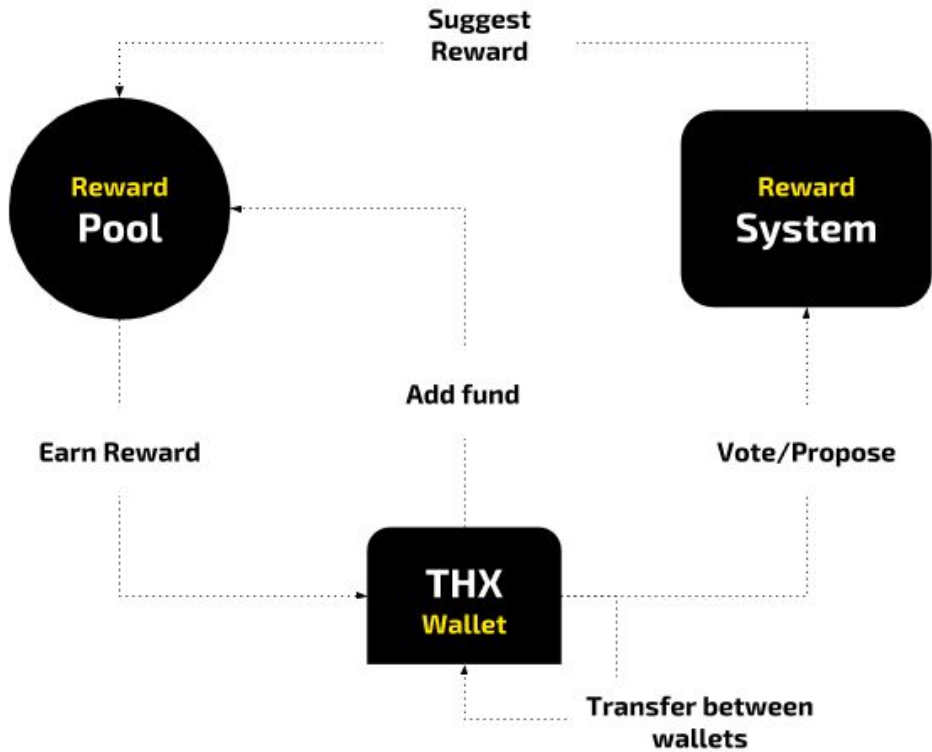 Suggest
Reward
Reward
Pool
Reward
System
Add fund
Earn Reward
Vote/Propose
THX
Wallet
Transfer between
wallets